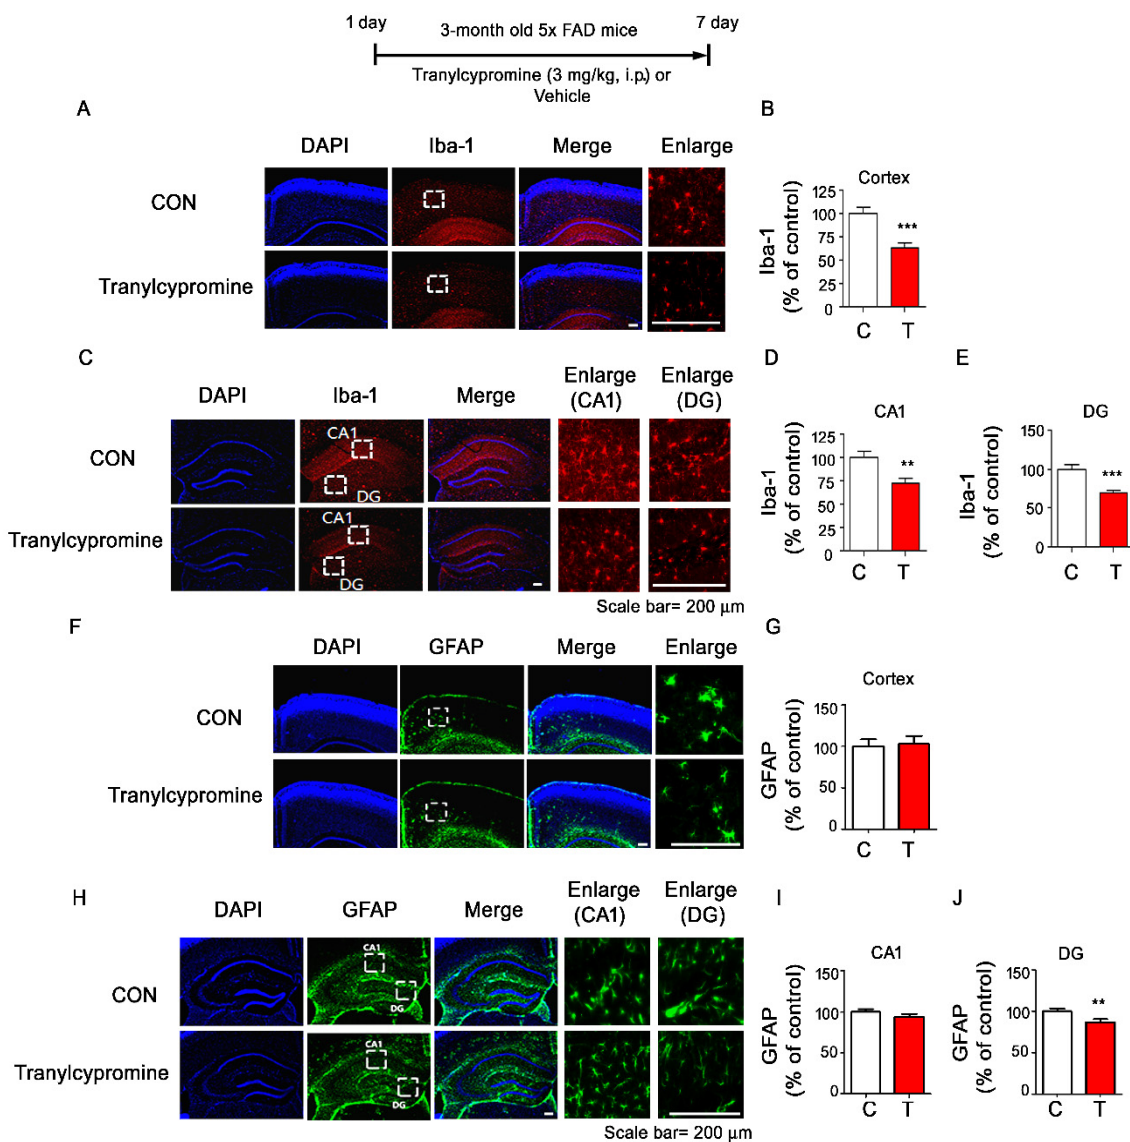 1 day
3-month old 5x FAD mice
7 day
Tranylcypromine (3 mg/kg, i.p.) or
Vehicle
A
DAPI
Iba-1
Merge
Enlarge
CON
Tranylcypromine
B
Cortex
Iba-1
(% of control)
125
100
75
50
25
0
***
C
T
C
DAPI
Iba-1
Merge
Enlarge
(CA1)
Enlarge
(DG)
CON
CA1
DG
Tranylcypromine
CA1
DG
Scale bar= 200 μm
D
CA1
Iba-1
(% of control)
125
100
75
50
25
0
**
C
T
E
DG
Iba-1
(% of control)
150
100
50
0
***
C
T
F
DAPI
GFAP
Merge
Enlarge
CON
Tranylcypromine
G
Cortex
GFAP
(% of control)
150
100
50
0
C
T
H
DAPI
GFAP
Merge
Enlarge
(CA1)
Enlarge
(DG)
CON
CA1
DG
Tranylcypromine
CA1
DG
Scale bar= 200 μm
I
CA1
GFAP
(% of control)
150
100
50
0
C
T
J
DG
GFAP
(% of control)
150
100
50
0
**
C
T